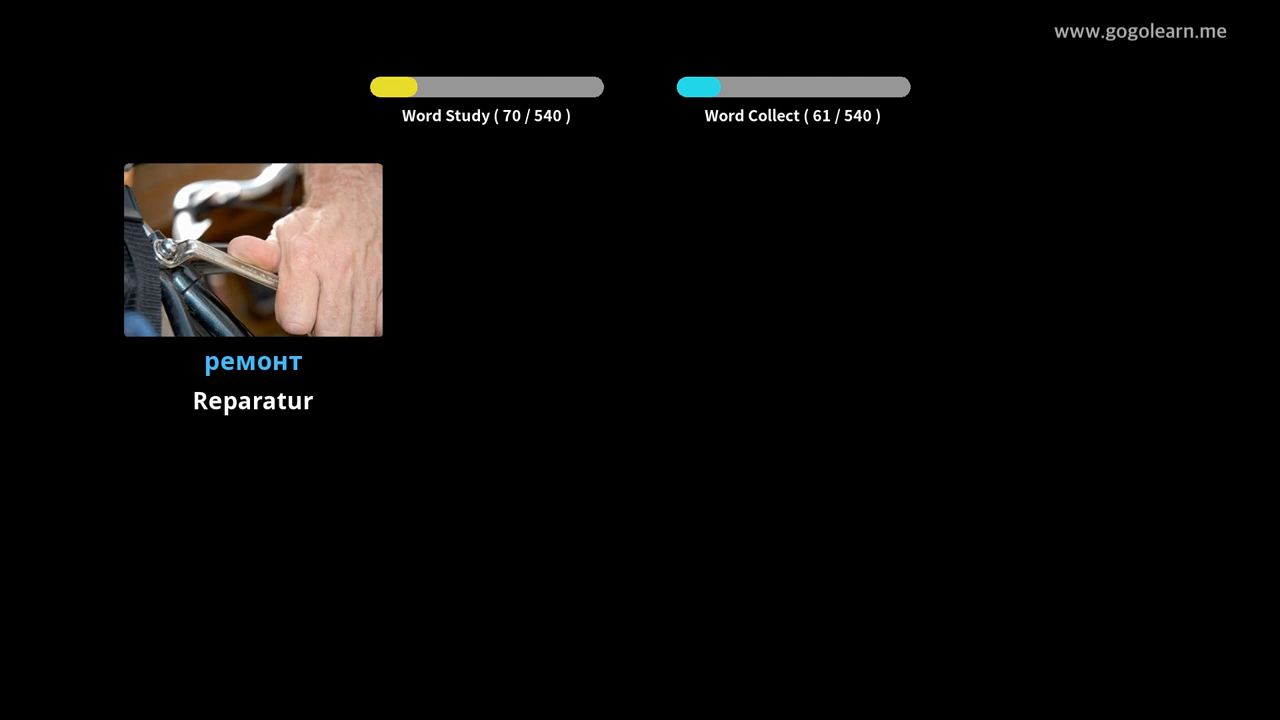 www.gogolearn.me
Word Study ( 70 / 540 )
Word Collect ( 61 / 540 )
ремонт
Reparatur